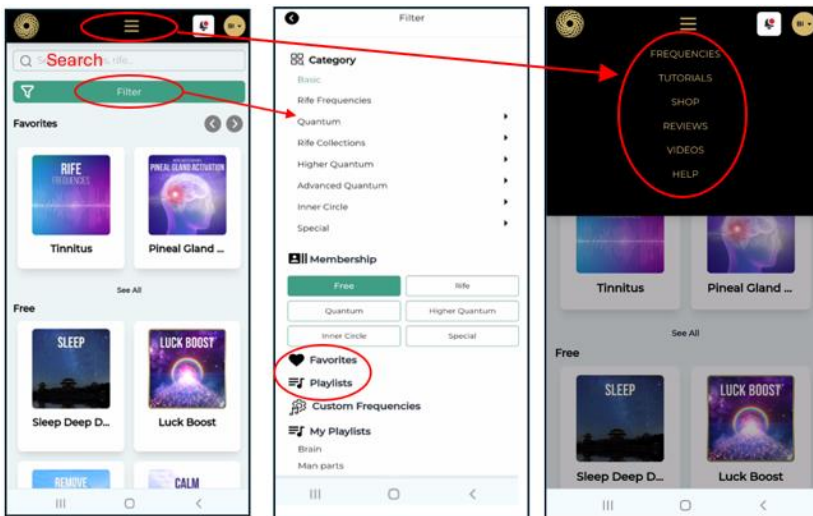 BI
Search
Filter
Favorites
RIFE
FREQUENCIES
PINEAL GLAND ACTIVATION
Tinnitus
Pineal Gland ...
See All
Free
SLEEP
LUCK BOOST
Sleep Deep D...
Luck Boost
REMOVE
CALM
Filter
Category
Basic
Rife Frequencies
Quantum
Rife Collections
Higher Quantum
Advanced Quantum
Inner Circle
Special
Membership
Free
Rife
Quantum
Higher Quantum
Inner Circle
Special
Favorites
Playlists
Custom Frequencies
My Playlists
Brain
Man parts
BI
FREQUENCIES
TUTORIALS
SHOP
REVIEWS
VIDEOS
HELP
Tinnitus
Pineal Gland ...
See All
Free
SLEEP
LUCK BOOST
Sleep Deep D...
Luck Boost